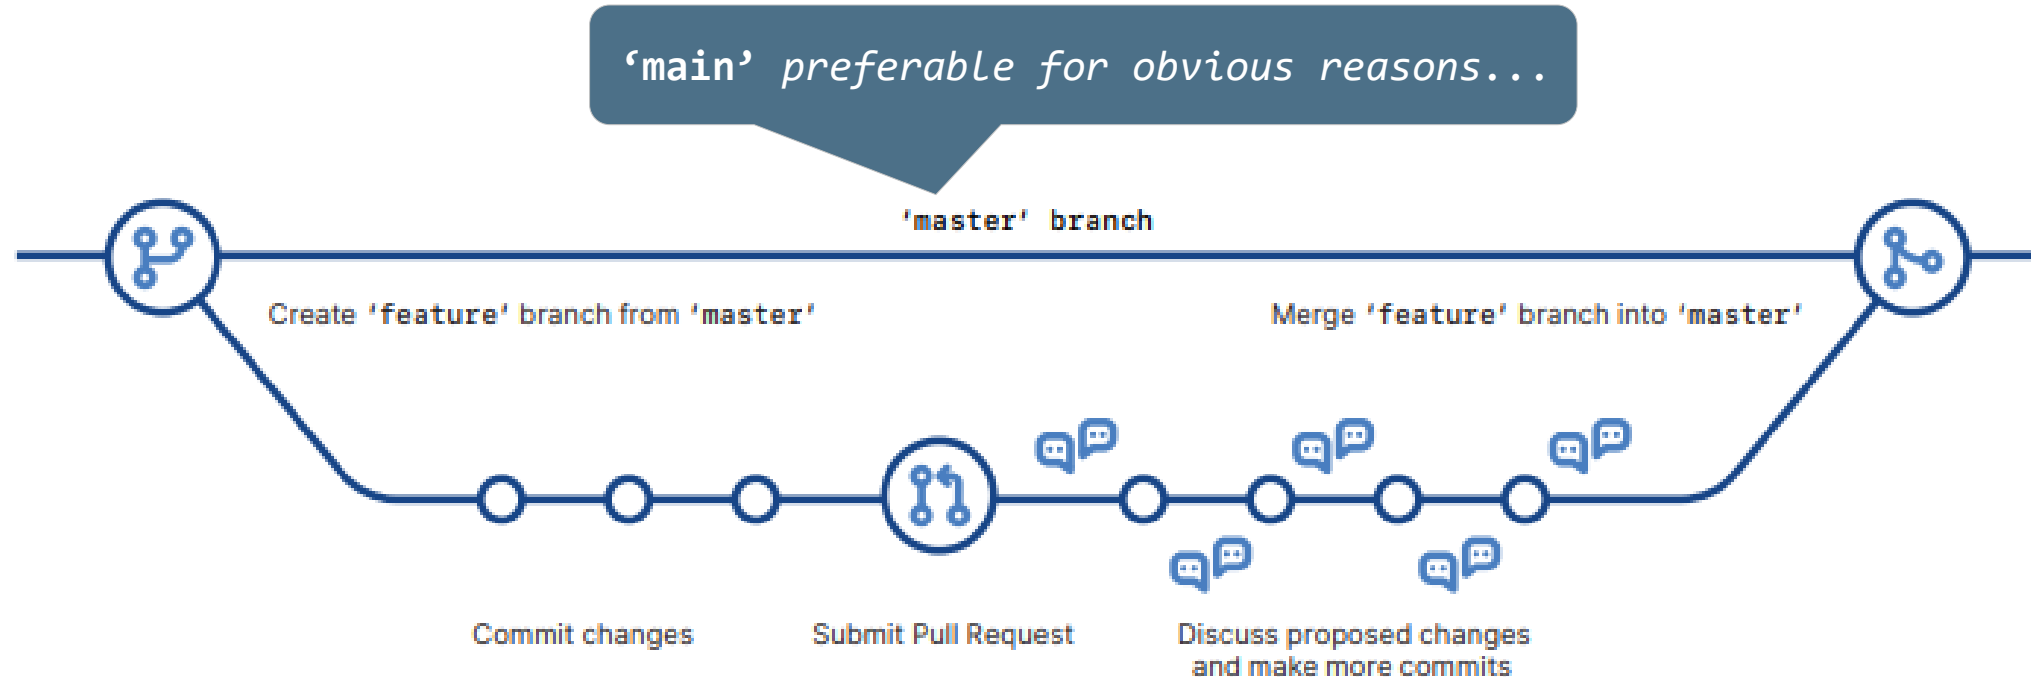 ‘main’ preferable for obvious reasons...
‘master’ branch
Create ‘feature’ branch from ‘master’
Merge ‘feature’ branch into ‘master’
Commit changes
Submit Pull Request
Discuss proposed changes
and make more commits